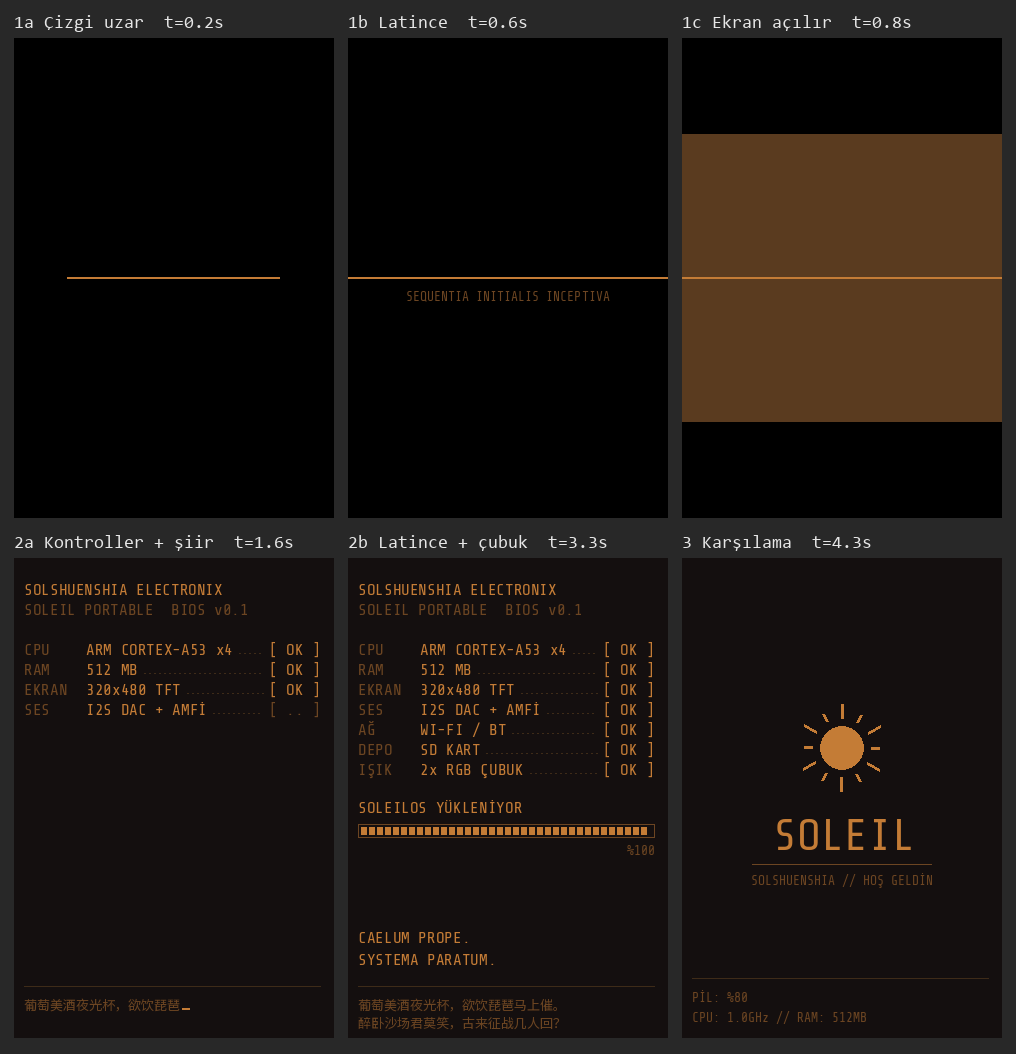 1a Çizgi uzar  t=0.2s
1b Latince  t=0.6s
SEQUENTIA INITIALIS INCEPTIVA
1c Ekran açılır  t=0.8s
2a Kontroller + şiir  t=1.6s
SOLSHUENSHIA ELECTRONIX
SOLEIL PORTABLE  BIOS v0.1
CPU ARM CORTEX-A53 x4 ..... [ OK ]
RAM 512 MB ........................ [ OK ]
EKRAN 320x480 TFT ................ [ OK ]
SES I2S DAC + AMFİ .......... [ .. ]
葡萄美酒夜光杯，欲饮琵琶
2b Latince + çubuk  t=3.3s
SOLSHUENSHIA ELECTRONIX
SOLEIL PORTABLE  BIOS v0.1
CPU ARM CORTEX-A53 x4 ..... [ OK ]
RAM 512 MB ........................ [ OK ]
EKRAN 320x480 TFT ................ [ OK ]
SES I2S DAC + AMFİ .......... [ OK ]
AĞ WI-FI / BT ................. [ OK ]
DEPO SD KART ....................... [ OK ]
IŞIK 2x RGB ÇUBUK .............. [ OK ]
SOLEILOS YÜKLENİYOR
%100
CAELUM PROPE.
SYSTEMA PARATUM.
葡萄美酒夜光杯，欲饮琵琶马上催。
醉卧沙场君莫笑，古来征战几人回？
3 Karşılama  t=4.3s
SOLEIL
SOLSHUENSHIA // HOŞ GELDİN
PİL: %80
CPU: 1.0GHz // RAM: 512MB